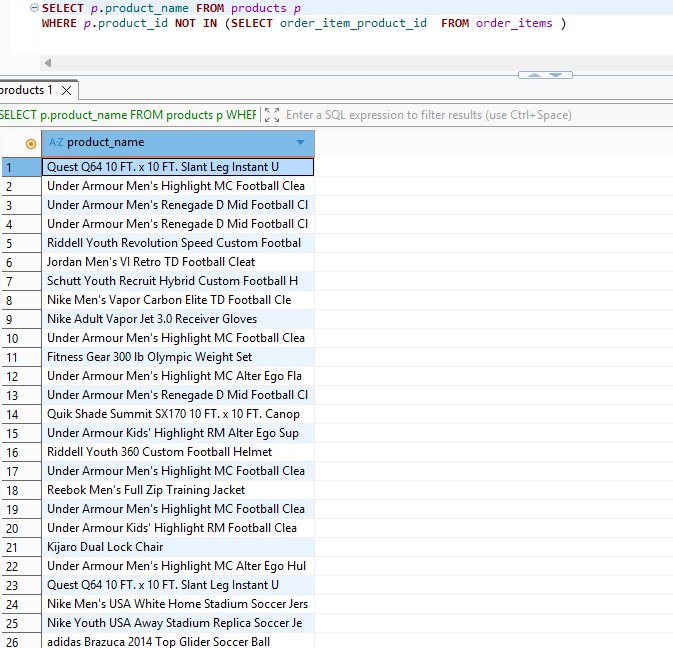 SELECT p.product_name FROM products p
WHERE p.product_id NOT IN (SELECT order_item_product_id FROM order_items )
products 1
SELECT p.product_name FROM products p WHEF Enter a SQL expression to filter results (use Ctrl+Space)
A-Z product_name
1 Quest Q64 10 FT. x 10 FT. Slant Leg Instant U
2 Under Armour Men's Highlight MC Football Clea
3 Under Armour Men's Renegade D Mid Football Cl
4 Under Armour Men's Renegade D Mid Football Cl
5 Riddell Youth Revolution Speed Custom Footbal
6 Jordan Men's VI Retro TD Football Cleat
7 Schutt Youth Recruit Hybrid Custom Football H
8 Nike Men's Vapor Carbon Elite TD Football Cle
9 Nike Adult Vapor Jet 3.0 Receiver Gloves
10 Under Armour Men's Highlight MC Football Clea
11 Fitness Gear 300 lb Olympic Weight Set
12 Under Armour Men's Highlight MC Alter Ego Fla
13 Under Armour Men's Renegade D Mid Football Cl
14 Quik Shade Summit SX170 10 FT. x 10 FT. Canop
15 Under Armour Kids' Highlight RM Alter Ego Sup
16 Riddell Youth 360 Custom Football Helmet
17 Under Armour Men's Highlight MC Football Clea
18 Reebok Men's Full Zip Training Jacket
19 Under Armour Men's Highlight MC Football Clea
20 Under Armour Kids' Highlight RM Football Clea
21 Kijaro Dual Lock Chair
22 Under Armour Men's Highlight MC Alter Ego Hul
23 Quest Q64 10 FT. x 10 FT. Slant Leg Instant U
24 Nike Men's USA White Home Stadium Soccer Jers
25 Nike Youth USA Away Stadium Replica Soccer Je
26 adidas Brazuca 2014 Top Glider Soccer Ball